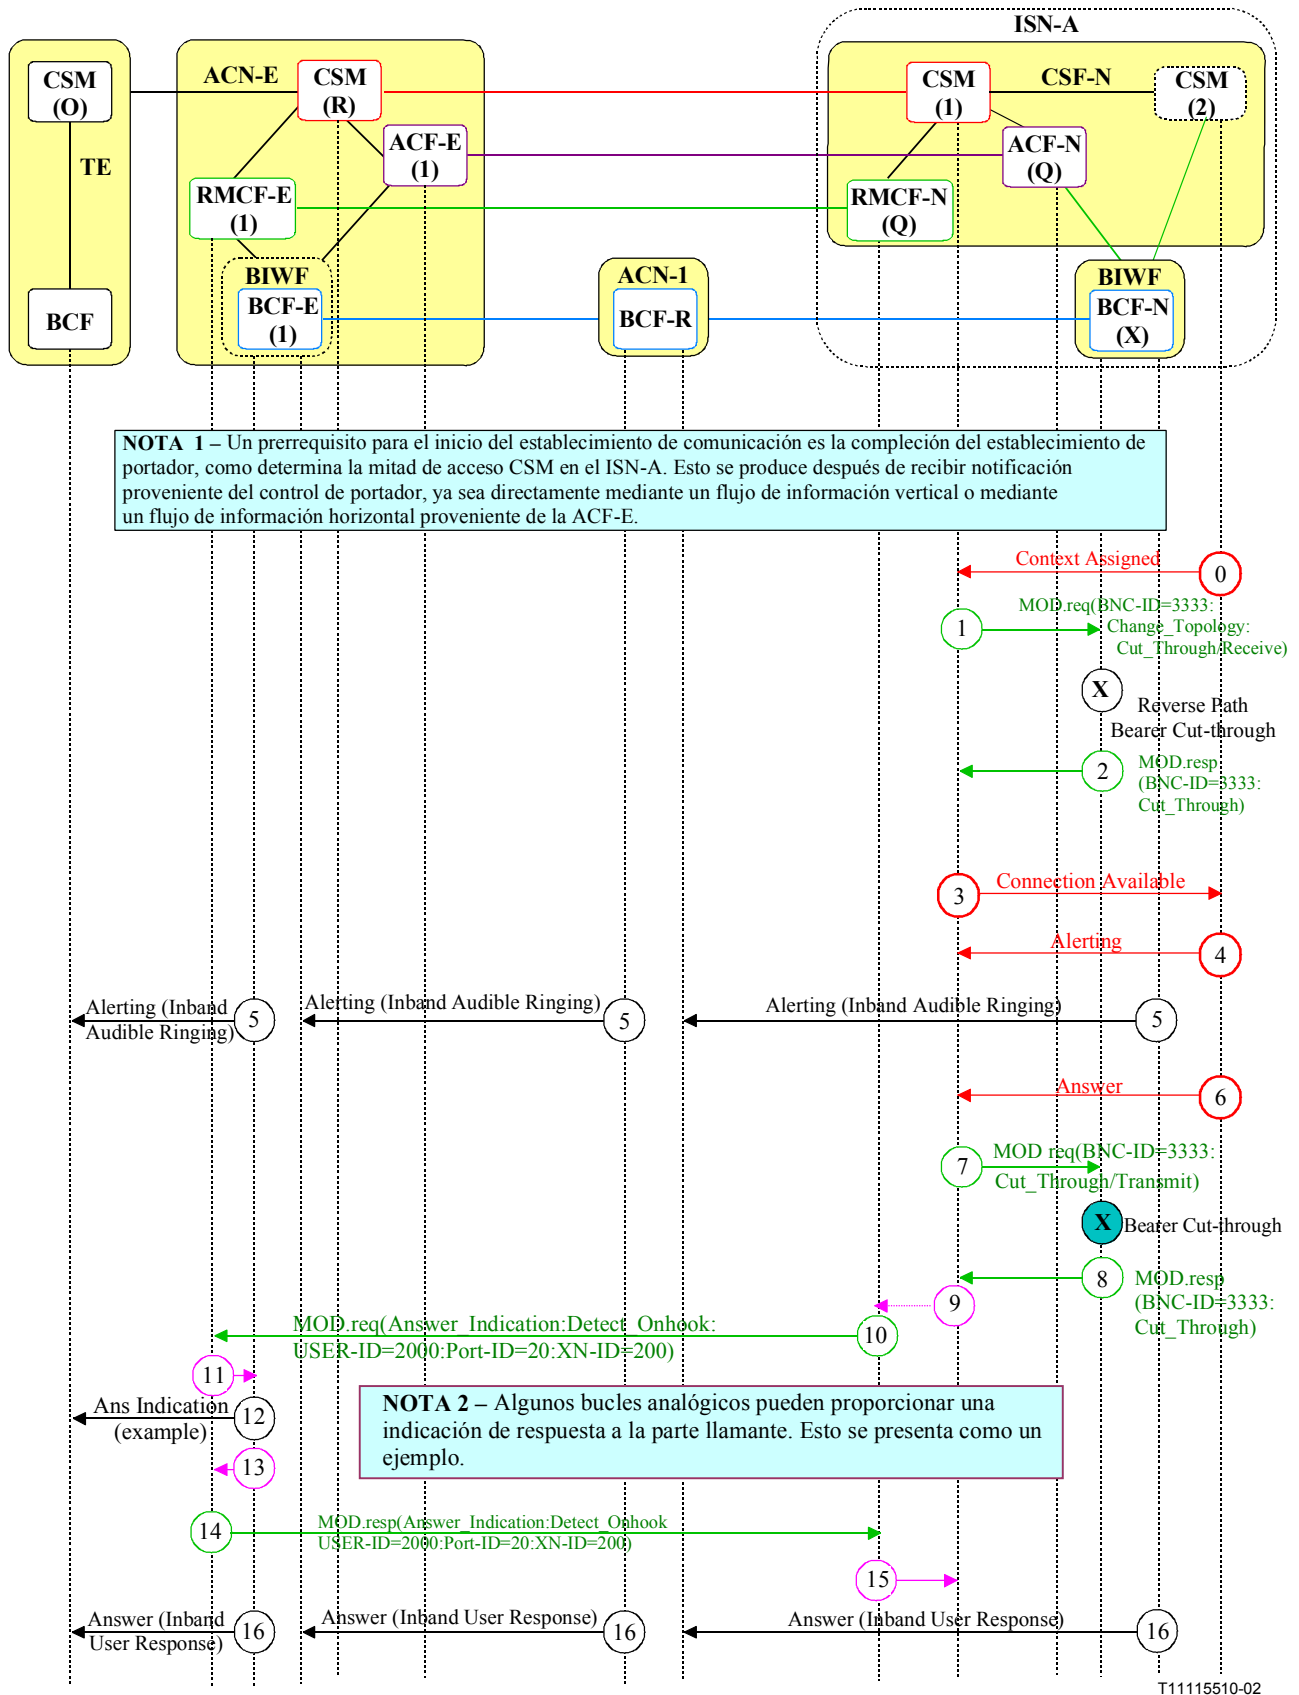 ISN-A
CSM
(O)
TE
BCF
ACN-E
CSM
(R)
ACF-E
(1)
RMCF-E
(1)
BIWF
BCF-E
(1)
ACN-1
BCF-R
CSM
(1)
CSF-N
CSM
(2)
ACF-N
(Q)
RMCF-N
(Q)
BIWF
BCF-N
(X)
NOTA 1 – Un prerrequisito para el inicio del establecimiento de comunicación es la compleción del establecimiento de
portador, como determina la mitad de acceso CSM en el ISN-A. Esto se produce después de recibir notificación
proveniente del control de portador, ya sea directamente mediante un flujo de información vertical o mediante
un flujo de información horizontal proveniente de la ACF-E.
Context Assigned
0
MOD.req(BNC-ID=3333:
1
Change_Topology:
Cut_Through/Receive)
X
Reverse Path
Bearer Cut-through
2
MOD.resp
(BNC-ID=3333:
Cut_Through)
3
Connection Available
Alerting
4
Alerting (Inband
Audible Ringing)
5
Alerting (Inband Audible Ringing)
5
Alerting (Inband Audible Ringing)
5
Answer
6
7
MOD req(BNC-ID=3333:
Cut_Through/Transmit)
X
Bearer Cut-through
8
MOD.resp
(BNC-ID=3333:
Cut_Through)
9
MOD.req(Answer_Indication:Detect_Onhook:
USER-ID=2000:Port-ID=20:XN-ID=200)
10
11
Ans Indication
(example)
12
NOTA 2 – Algunos bucles analógicos pueden proporcionar una
indicación de respuesta a la parte llamante. Esto se presenta como un
ejemplo.
13
14
MOD.resp(Answer_Indication:Detect_Onhook
USER-ID=2000:Port-ID=20:XN-ID=200)
15
Answer (Inband
User Response)
16
Answer (Inband User Response)
16
Answer (Inband User Response)
16
T11115510-02